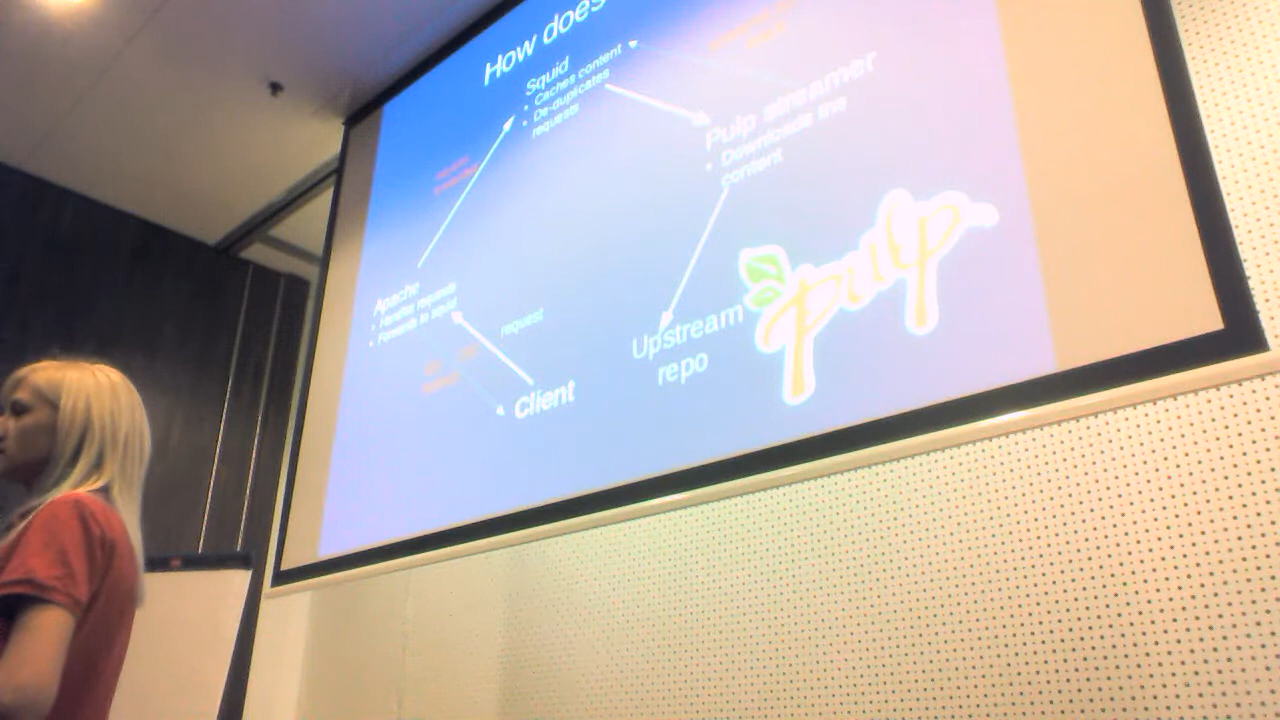 How does
Squid
• Caches content
• De-duplicates
requests
Pulp streamer
• Downloads the
content
Apache
• Handles requests
• Forwards to squid
request
Client
Upstream
repo
pulp